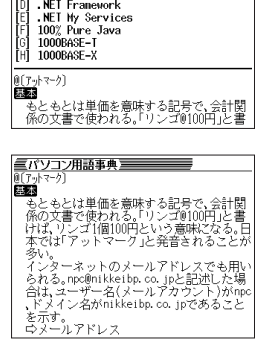 [D] .NET Framework
[E] .NET My Services
[F] 100% Pure Java
[G] 1000BASE-T
[H] 1000BASE-X
@[アットマーク]
基本
もともとは単価を意味する記号で、会計関
係の文書で使われる。「リンゴ@100円」と書
パソコン用語事典
@[アットマーク]
基本
もともとは単価を意味する記号で、会計関
係の文書で使われる。「リンゴ@100円」と書
けば、リンゴ1個100円という意味になる。日
本では「アットマーク」と発音されることが
多い。
インターネットのメールアドレスでも用い
られる。npc@nikkeibp.co.jpと記述した場
合は、ユーザー名(メールアカウント)がnpc
、ドメイン名がnikkeibp.co.jpであること
を示す。
⇨メールアドレス